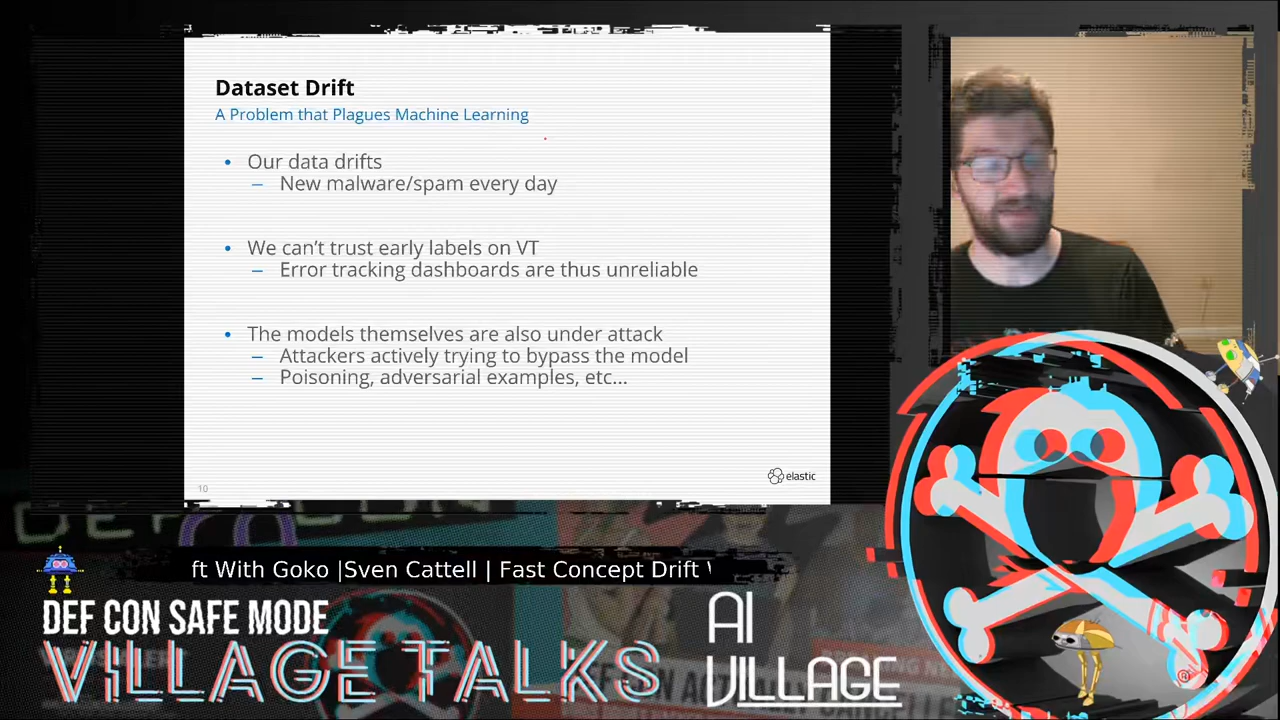 Dataset Drift
A Problem that Plagues Machine Learning
• Our data drifts
– New malware/spam every day
• We can't trust early labels on VT
– Error tracking dashboards are thus unreliable
• The models themselves are also under attack
– Attackers actively trying to bypass the model
– Poisoning, adversarial examples, etc...
10
elastic
ft With Goko |Sven Cattell | Fast Concept Drift
DEF CON SAFE MODE
VILLAGE TALKS
AI
VILLAGE
®